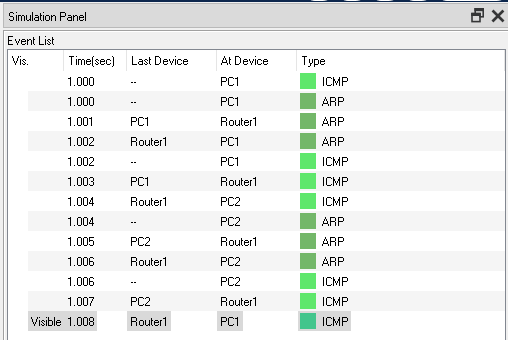 Simulation Panel
Event List
Vis. Time(sec) Last Device At Device Type
1.000 -- PC1 ICMP
1.000 -- PC1 ARP
1.001 PC1 Router1 ARP
1.002 Router1 PC1 ARP
1.002 -- PC1 ICMP
1.003 PC1 Router1 ICMP
1.004 Router1 PC2 ICMP
1.004 -- PC2 ARP
1.005 PC2 Router1 ARP
1.006 Router1 PC2 ARP
1.006 -- PC2 ICMP
1.007 PC2 Router1 ICMP
Visible 1.008 Router1 PC1 ICMP